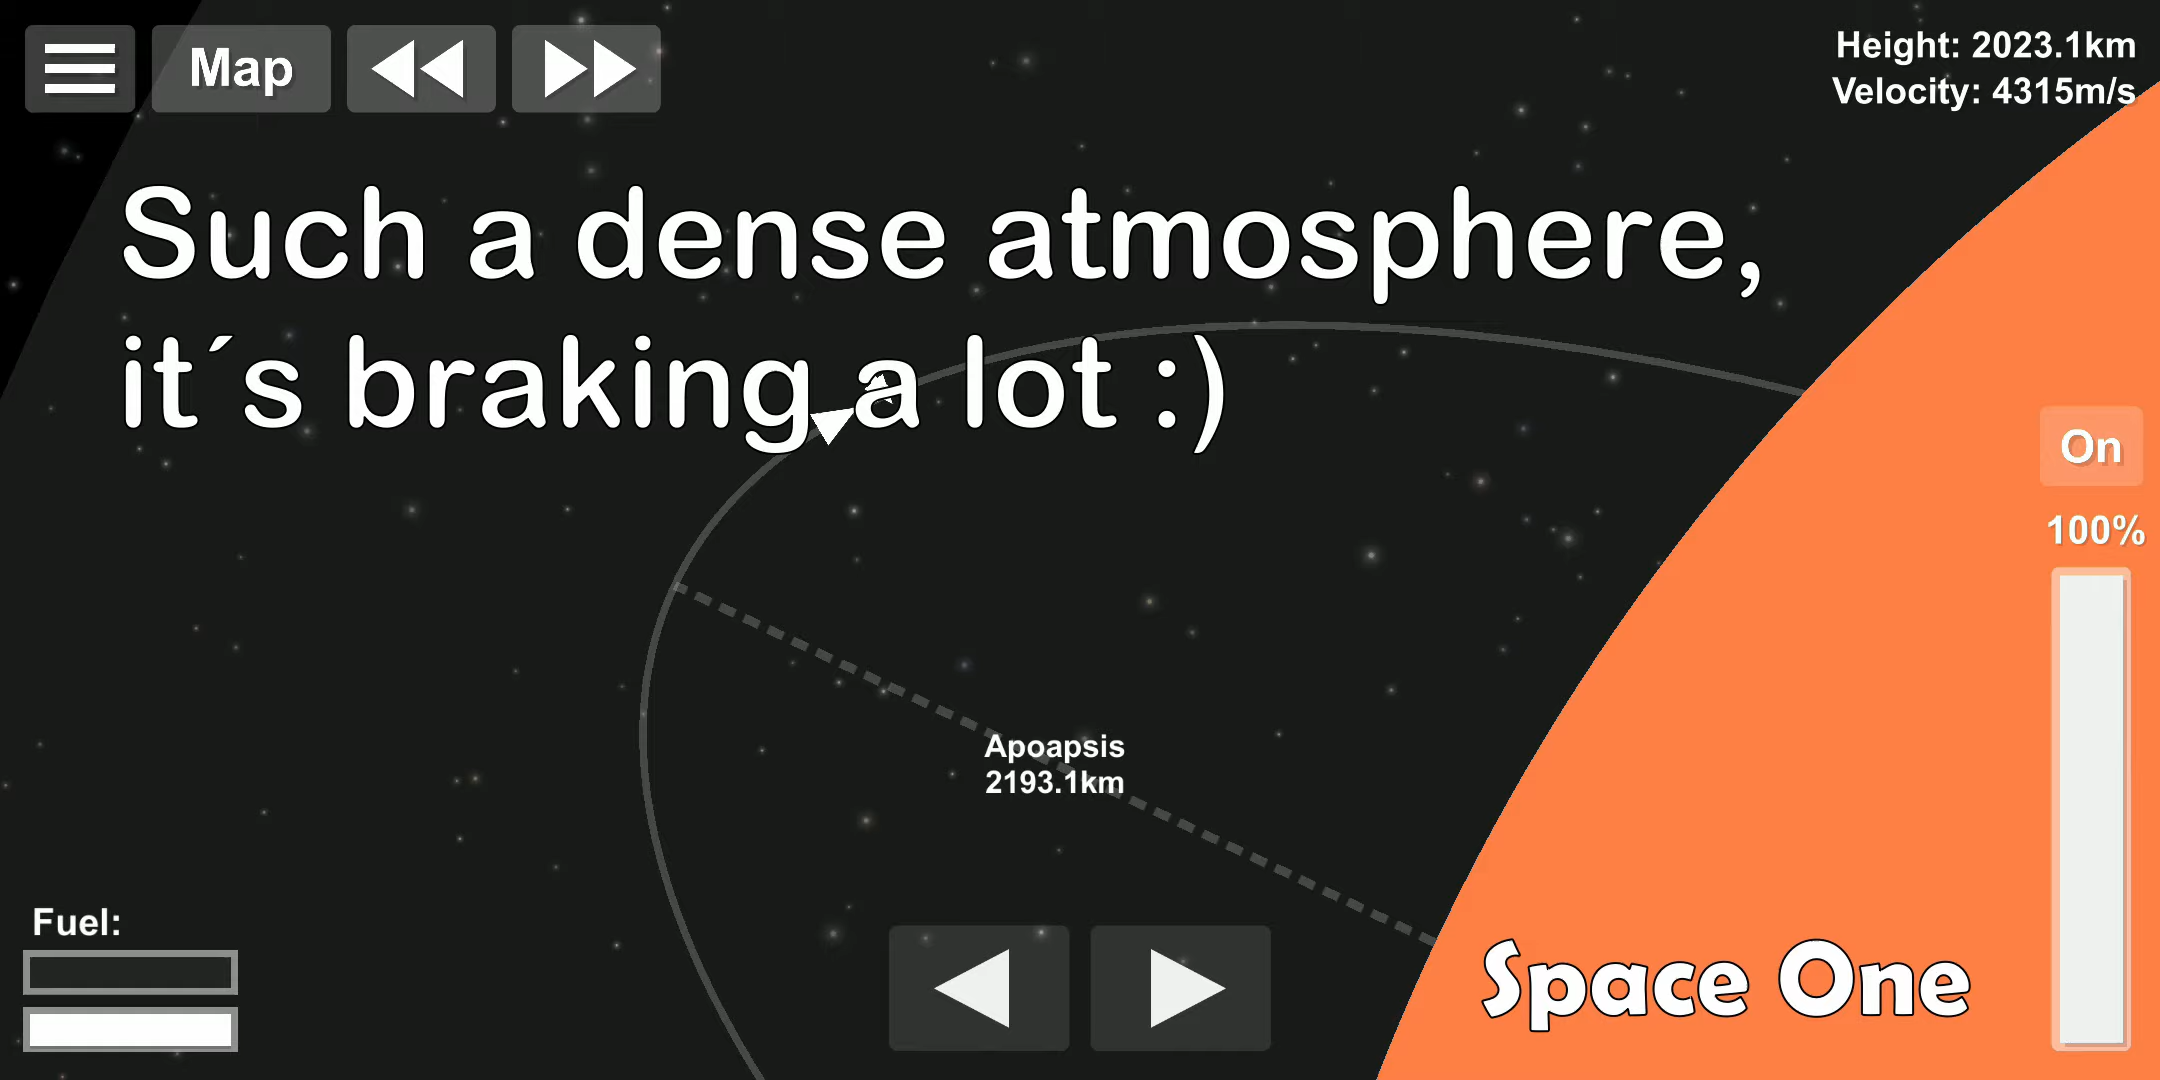 Map
Height: 2023.1km
Velocity: 4315m/s
Such a dense atmosphere,
it´s braking a lot :)
On
100%
Apoapsis
2193.1km
Fuel:
Space One